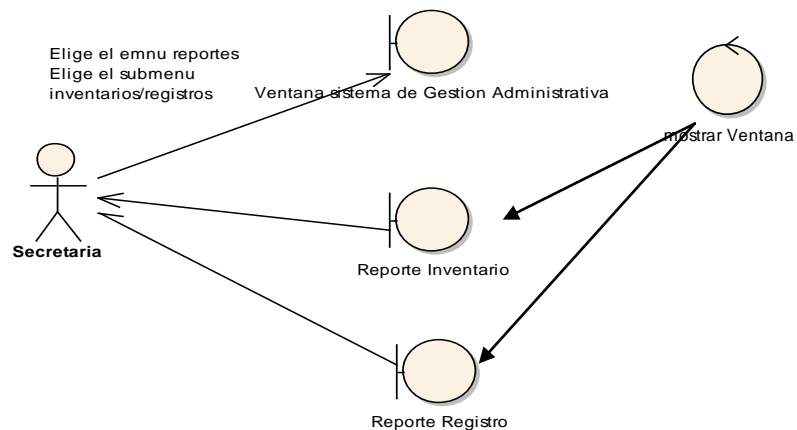 Elige el emnu reportes
Elige el submenu
inventarios/registros
Ventana sistema de Gestion Administrativa
mostrar Ventana
Secretaria
Reporte Inventario
Reporte Registro